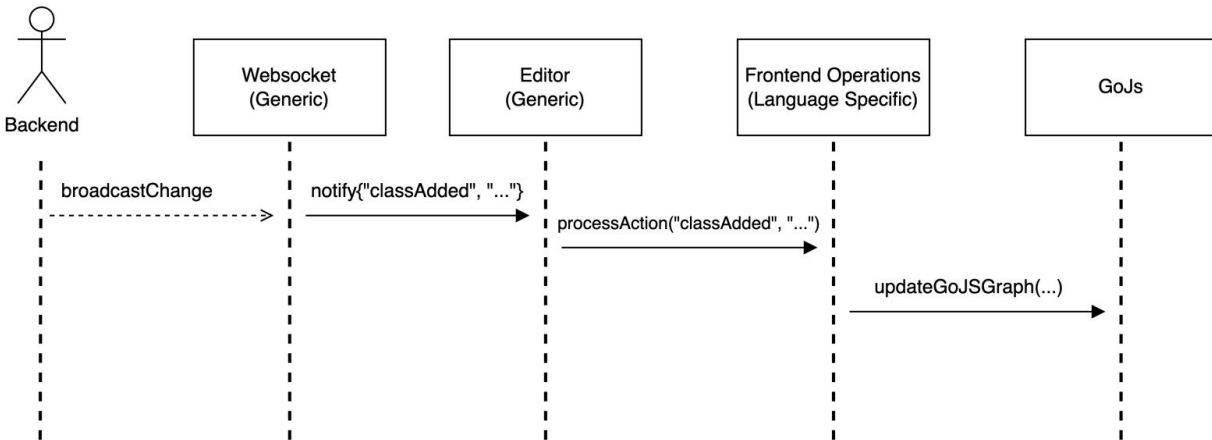 Backend
Websocket
(Generic)
Editor
(Generic)
Frontend Operations
(Language Specific)
GoJs
broadcastChange
notify{"classAdded", "..."}
processAction("classAdded", "...")
updateGoJSGraph(...)